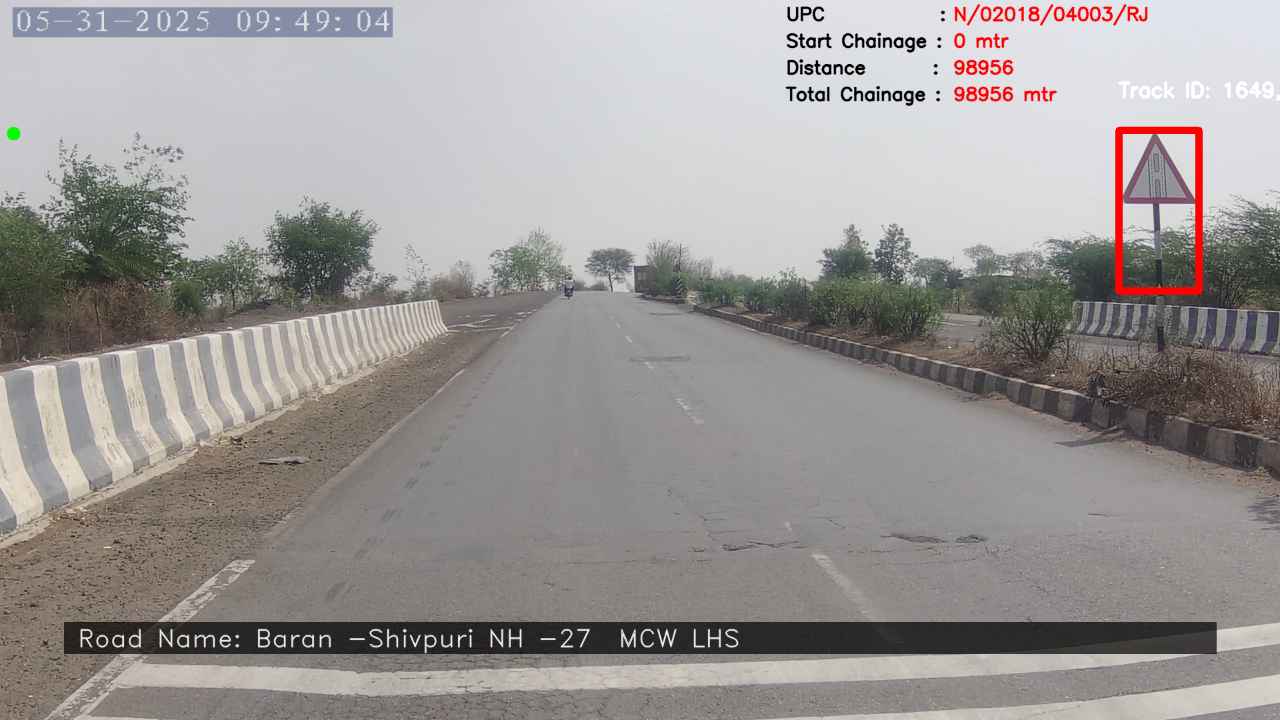 05-31-2025 09:49:04
UPC : N/02018/04003/RJ
Start Chainage : 0 mtr
Distance : 98956
Total Chainage : 98956 mtr
Track ID: 1649,
Road Name: Baran -Shivpuri NH -27 MCW LHS